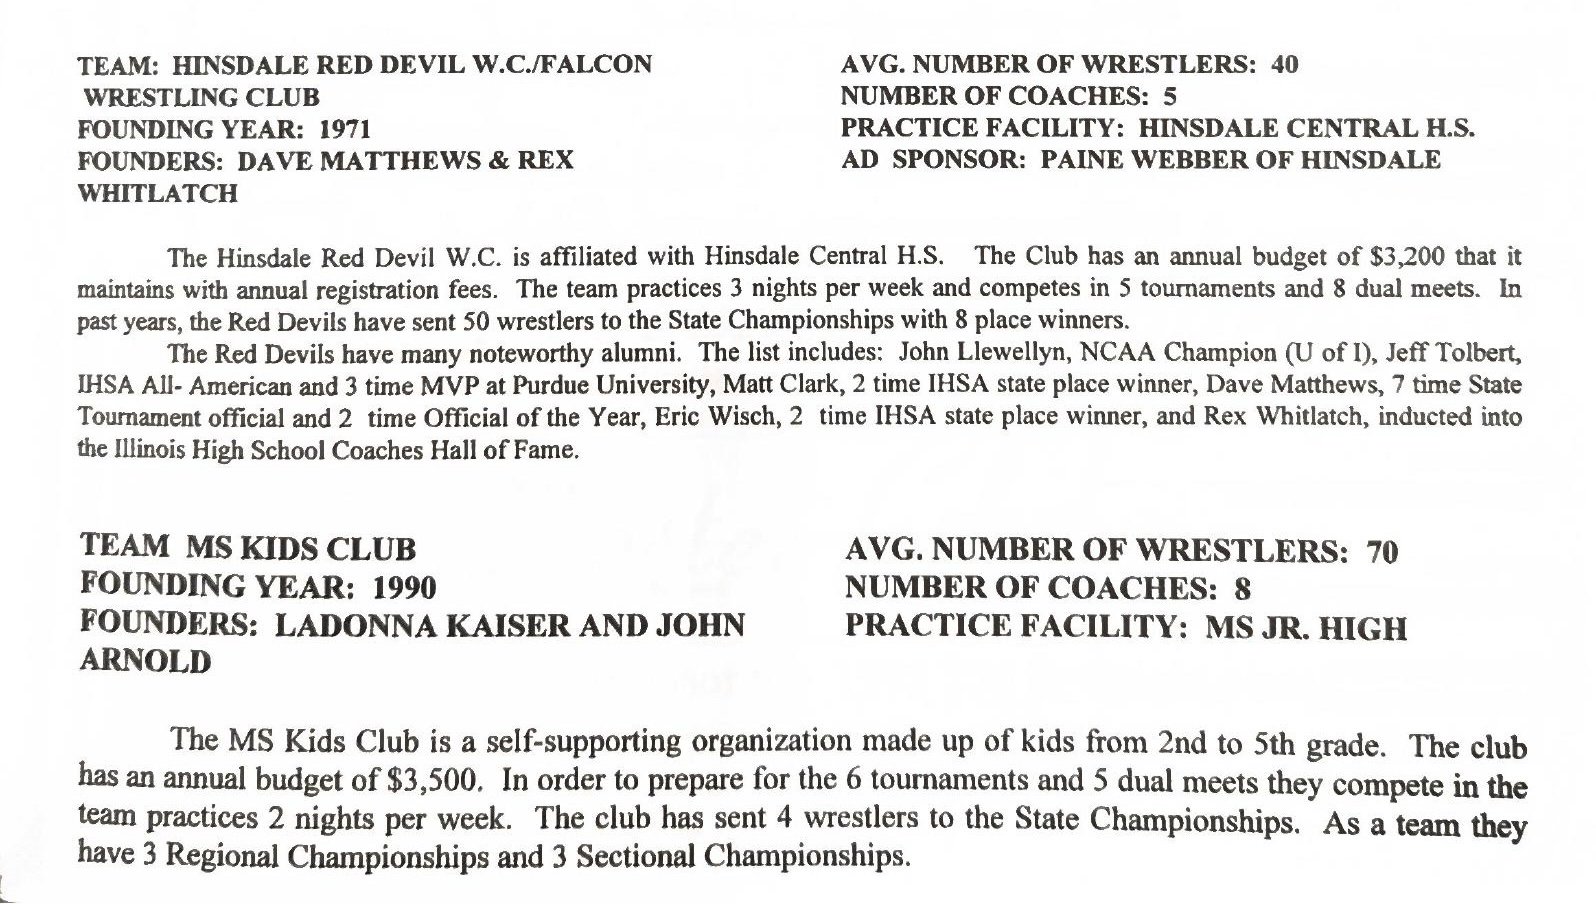 TEAM: HINSDALE RED DEVIL W.C./FALCON
WRESTLING CLUB
FOUNDING YEAR: 1971
FOUNDERS: DAVE MATTHEWS & REX
WHITLATCH
AVG. NUMBER OF WRESTLERS: 40
NUMBER OF COACHES: 5
PRACTICE FACILITY: HINSDALE CENTRAL H.S.
AD SPONSOR: PAINE WEBBER OF HINSDALE
The Hinsdale Red Devil W.C. is affiliated with Hinsdale Central H.S. The Club has an annual budget of $3,200 that it
maintains with annual registration fees. The team practices 3 nights per week and competes in 5 tournaments and 8 dual meets. In
past years, the Red Devils have sent 50 wrestlers to the State Championships with 8 place winners.
The Red Devils have many noteworthy alumni. The list includes: John Llewellyn, NCAA Champion (U of I), Jeff Tolbert,
IHSA All- American and 3 time MVP at Purdue University, Matt Clark, 2 time IHSA state place winner, Dave Matthews, 7 time State
Tournament official and 2 time Official of the Year, Eric Wisch, 2 time IHSA state place winner, and Rex Whitlatch, inducted into
the Illinois High School Coaches Hall of Fame.
TEAM MS KIDS CLUB
FOUNDING YEAR: 1990
FOUNDERS: LADONNA KAISER AND JOHN
ARNOLD
AVG. NUMBER OF WRESTLERS: 70
NUMBER OF COACHES: 8
PRACTICE FACILITY: MS JR. HIGH
The MS Kids Club is a self-supporting organization made up of kids from 2nd to 5th grade. The club
has an annual budget of $3,500. In order to prepare for the 6 tournaments and 5 dual meets they compete in the
team practices 2 nights per week. The club has sent 4 wrestlers to the State Championships. As a team they
have 3 Regional Championships and 3 Sectional Championships.